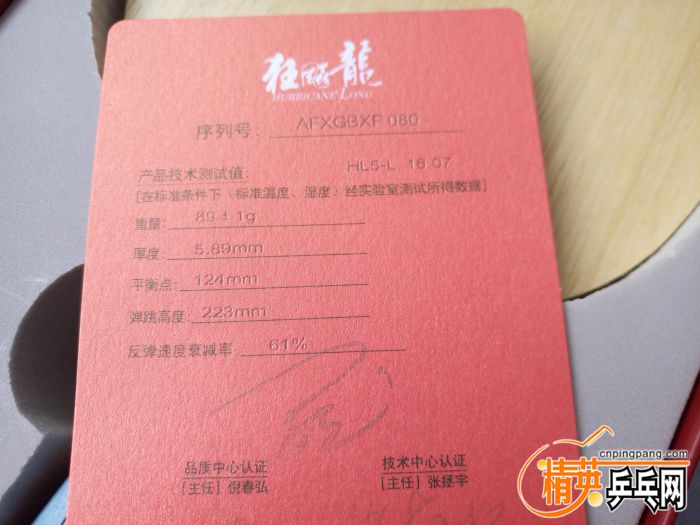 狂飚龍
HURRICANE LONG
序列号: AFXGBXF 080
产品技术测试值: HL5-L 16.07
[在标准条件下(标准温度、湿度)经实验室测试所得数据]
重量: 89±1g
厚度: 5.89mm
平衡点: 124mm
弹跳高度: 223mm
反弹速度衰减率: 61%
品质中心认证
[主任] 倪春弘
技术中心认证
[主任] 张拯宇
cnpingpang.com
精英乒乓网